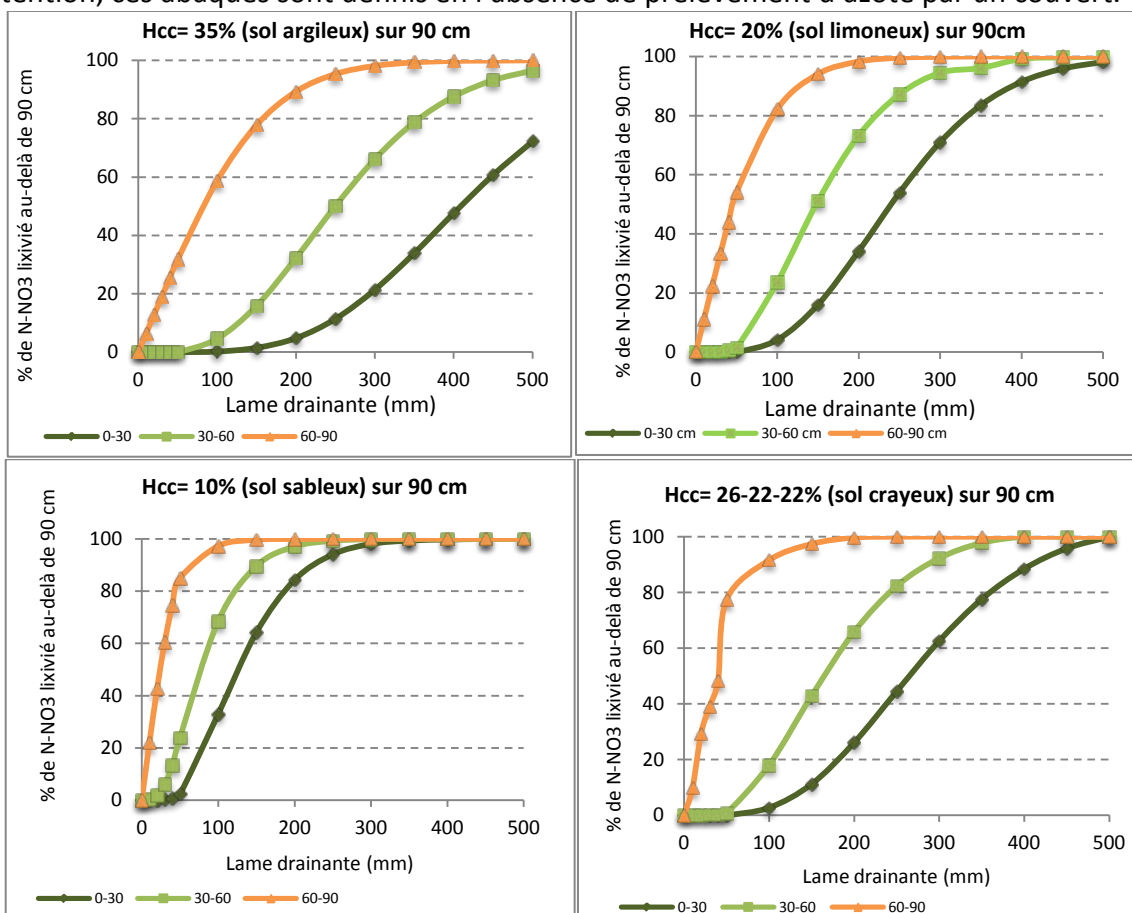 Hcc= 35% (sol argileux) sur 90 cm
% de N-NO3 lixivié au-delà de 90 cm
100
80
60
40
20
0
0 100 200 300 400 500
Lame drainante (mm)
0-30 30-60 60-90
Hcc= 20% (sol limoneux) sur 90cm
% de N-NO3 lixivié au-delà de 90 cm
100
80
60
40
20
0
0 100 200 300 400 500
Lame drainante (mm)
0-30 cm 30-60 cm 60-90 cm
Hcc= 10% (sol sableux) sur 90 cm
% de N-NO3 lixivié au-delà de 90 cm
100
80
60
40
20
0
0 100 200 300 400 500
Lame drainante (mm)
0-30 30-60 60-90
Hcc= 26-22-22% (sol crayeux) sur 90 cm
% de N-NO3 lixivié au-delà de 90 cm
100
80
60
40
20
0
0 100 200 300 400 500
Lame drainante (mm)
0-30 30-60 60-90